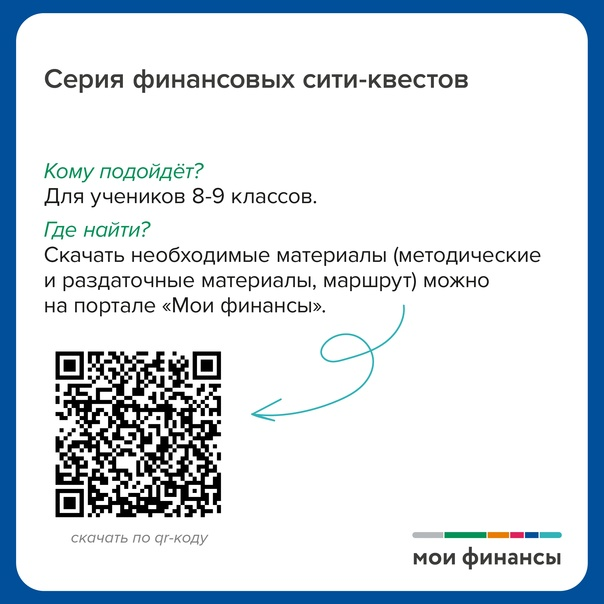 Серия финансовых сити-квестов
Кому подойдёт?
Для учеников 8-9 классов.
Где найти?
Скачать необходимые материалы (методические
и раздаточные материалы, маршрут) можно
на портале «Мои финансы».
скачать по qr-коду
мои финансы